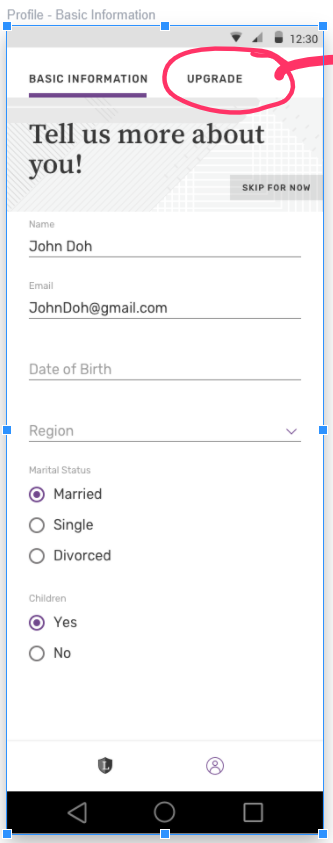 Profile - Basic Information
12:30
BASIC INFORMATION UPGRADE
Tell us more about
you!
SKIP FOR NOW
Name
John Doh
Email
JohnDoh@gmail.com
Date of Birth
Region
Marital Status
Married
Single
Divorced
Children
Yes
No